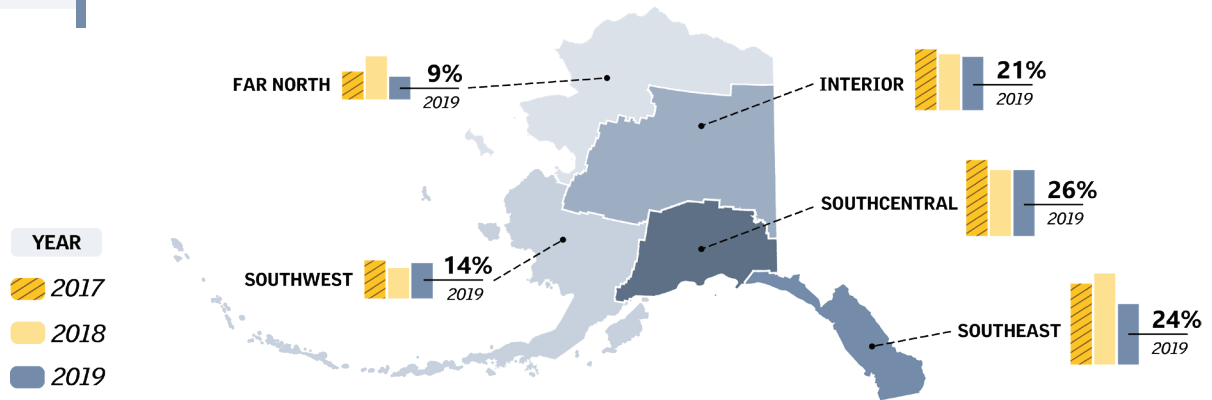 FAR NORTH
9%
2019
INTERIOR
21%
2019
SOUTHCENTRAL
26%
2019
YEAR
2017
2018
2019
SOUTHWEST
14%
2019
SOUTHEAST
24%
2019